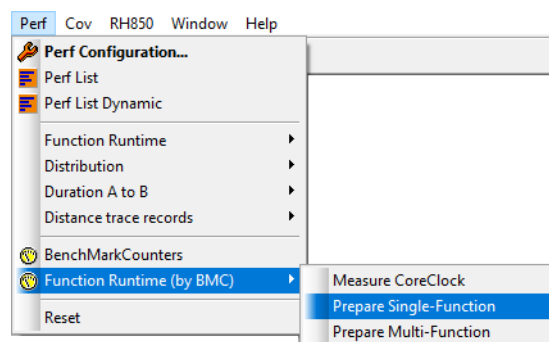 Perf Cov RH850 Window Help
Perf Configuration...
Perf List
Perf List Dynamic
Function Runtime
Distribution
Duration A to B
Distance trace records
BenchMarkCounters
Function Runtime (by BMC)
Measure CoreClock
Prepare Single-Function
Reset
Prepare Multi-Function